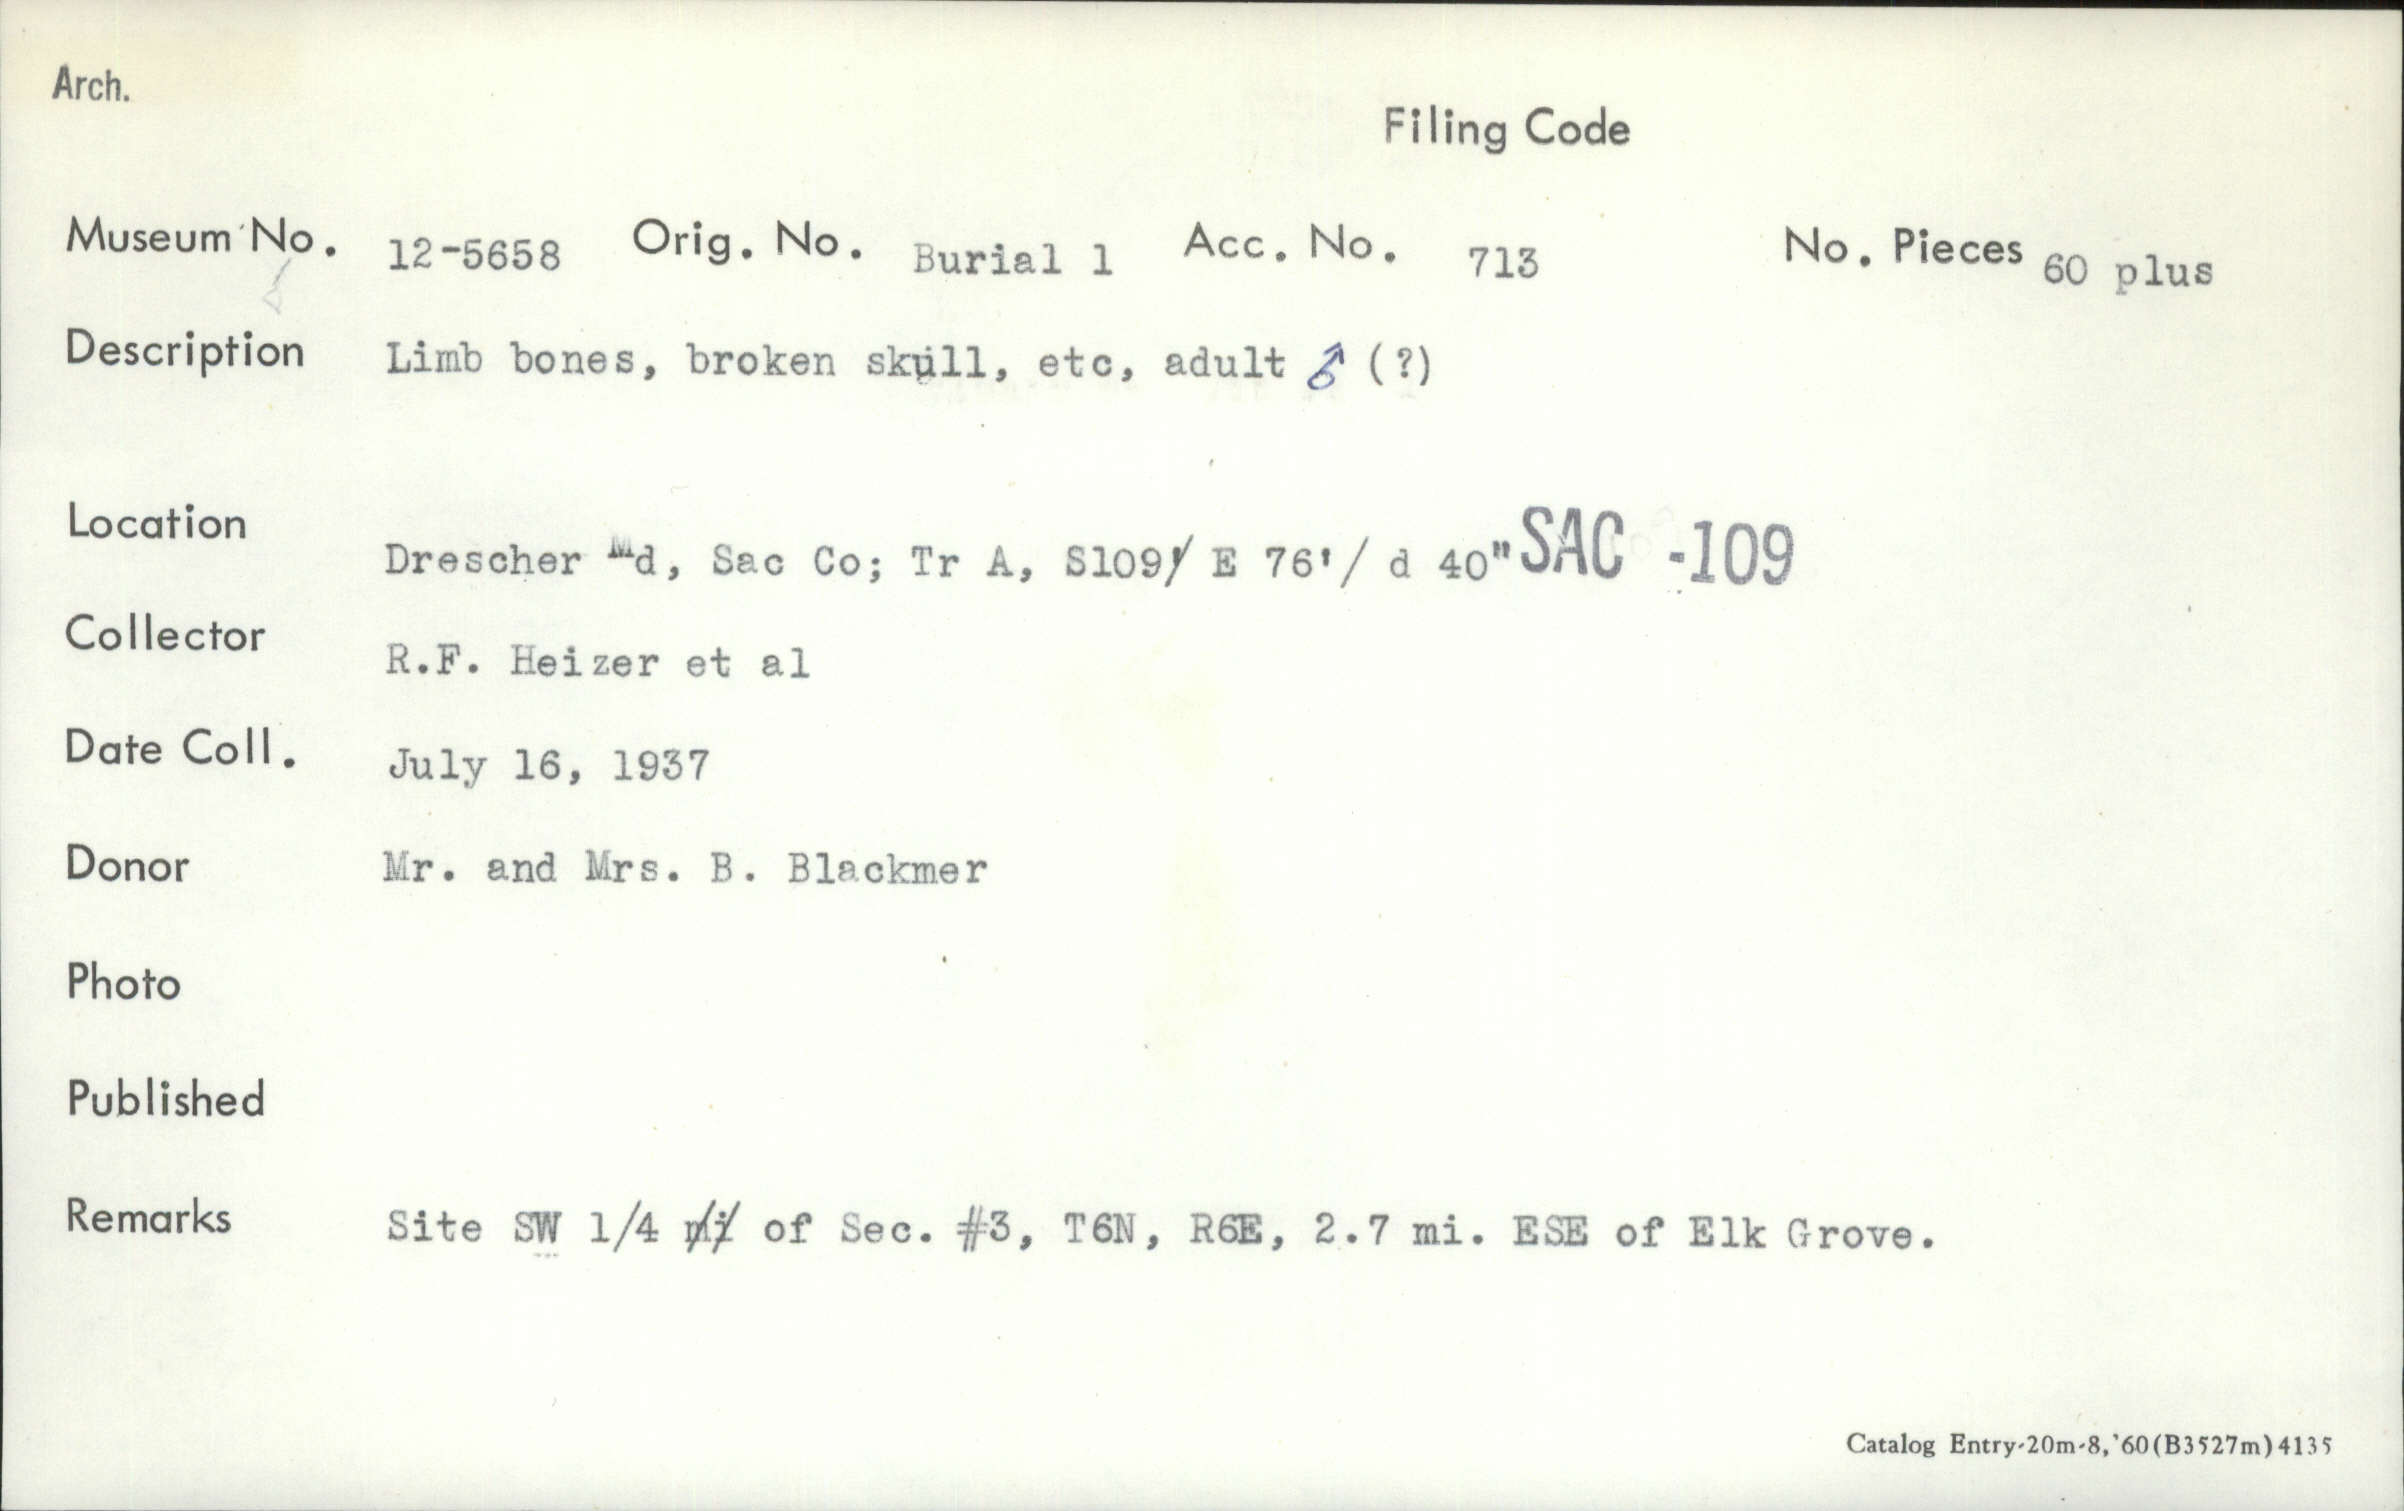 Arch.
Filing Code
Museum No. 12-5658 Orig. No. Burial 1 Acc. No. 713 No. Pieces 60 plus
Description Limb bones, broken skull, etc, adult ♂ (?)
Location Drescher Md, Sac Co; Tr A, S109'/ E 76'/ d 40" SAC -109
Collector R.F. Heizer et al
Date Coll. July 16, 1937
Donor Mr. and Mrs. B. Blackmer
Photo
Published
Remarks Site SW 1/4 of Sec. #3, T6N, R6E, 2.7 mi. ESE of Elk Grove.
Catalog Entry-20m-8,'60(B3527m)4135